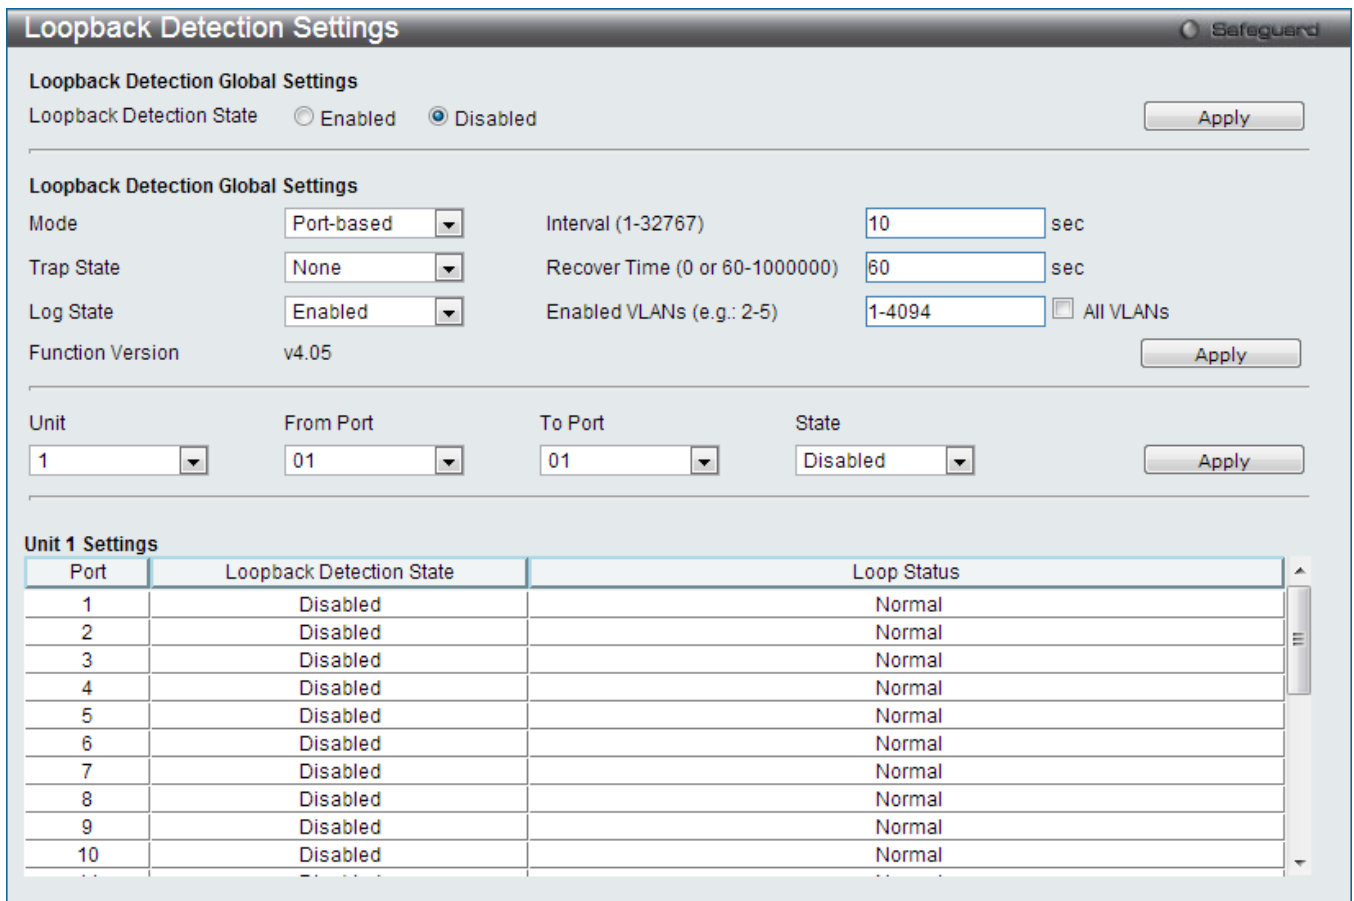 Loopback Detection Settings
Safeguard
Loopback Detection Global Settings
Loopback Detection State Enabled Disabled Apply
Loopback Detection Global Settings
Mode Port-based Interval (1-32767) 10 sec
Trap State None Recover Time (0 or 60-1000000) 60 sec
Log State Enabled Enabled VLANs (e.g.: 2-5) 1-4094 All VLANs
Function Version v4.05 Apply
Unit From Port To Port State
1 01 01 Disabled Apply
Unit 1 Settings
Port Loopback Detection State Loop Status
1 Disabled Normal
2 Disabled Normal
3 Disabled Normal
4 Disabled Normal
5 Disabled Normal
6 Disabled Normal
7 Disabled Normal
8 Disabled Normal
9 Disabled Normal
10 Disabled Normal